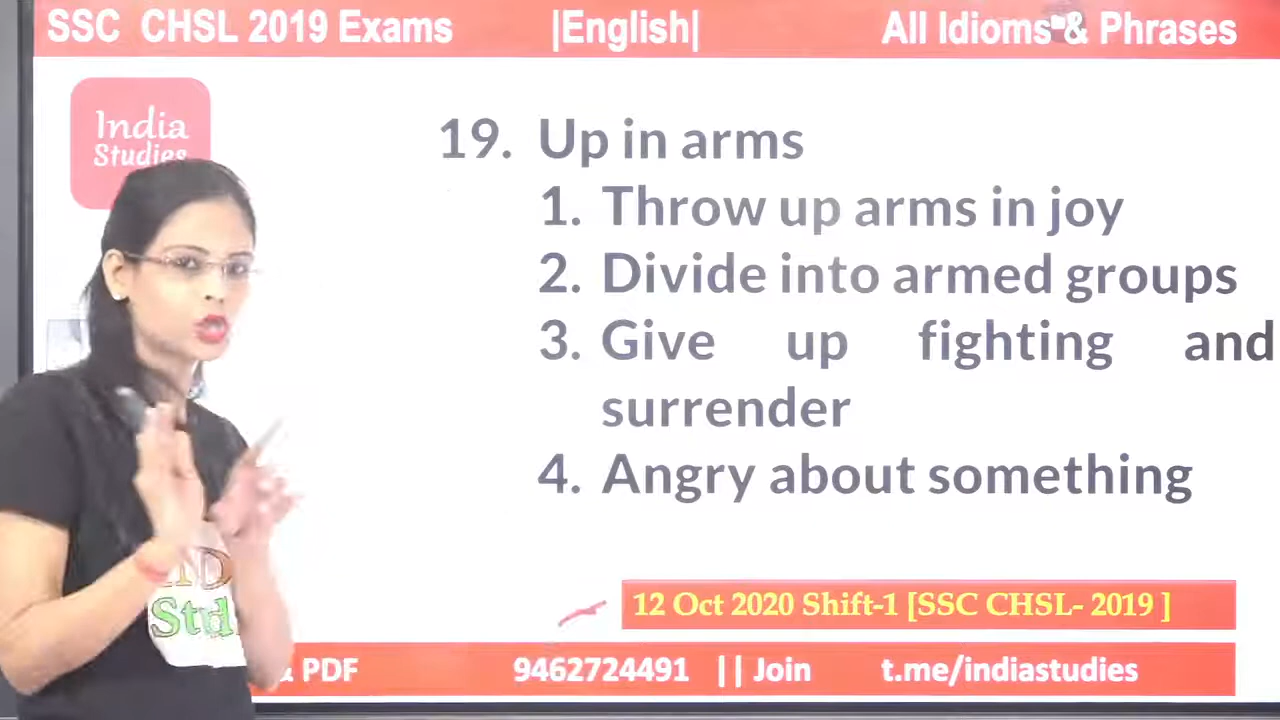 SSC CHSL 2019 Exams |English| All Idioms & Phrases
India
Studies
19. Up in arms
1. Throw up arms in joy
2. Divide into armed groups
3. Give up fighting and
surrender
4. Angry about something
12 Oct 2020 Shift-1 [SSC CHSL- 2019 ]
& PDF 9462724491 || Join t.me/indiastudies